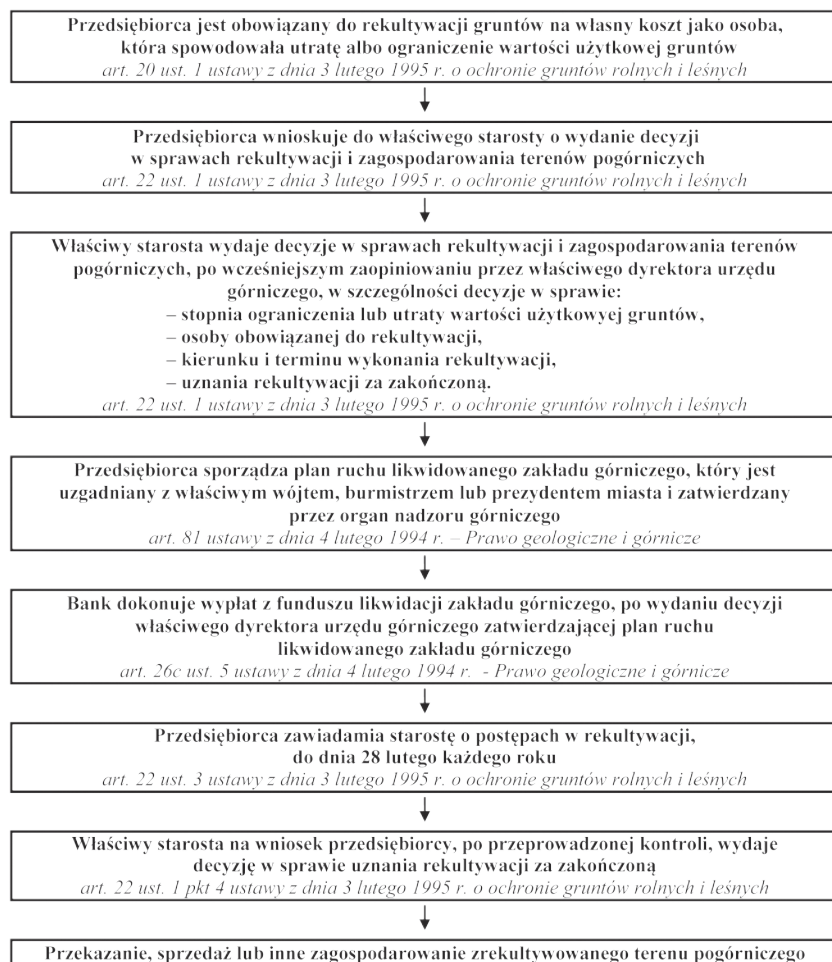 Przedsiębiorca jest obowiązany do rekultywacji gruntów na własny koszt jako osoba,
która spowodowała utratę albo ograniczenie wartości użytkowej gruntów
art. 20 ust. 1 ustawy z dnia 3 lutego 1995 r. o ochronie gruntów rolnych i leśnych
Przedsiębiorca wnioskuje do właściwego starosty o wydanie decyzji
w sprawach rekultywacji i zagospodarowania terenów pogórniczych
art. 22 ust. 1 ustawy z dnia 3 lutego 1995 r. o ochronie gruntów rolnych i leśnych
Właściwy starosta wydaje decyzje w sprawach rekultywacji i zagospodarowania terenów
pogórniczych, po wcześniejszym zaopiniowaniu przez właściwego dyrektora urzędu
górniczego, w szczególności decyzje w sprawie:
– stopnia ograniczenia lub utraty wartości użytkowyej gruntów,
– osoby obowiązanej do rekultywacji,
– kierunku i terminu wykonania rekultywacji,
– uznania rekultywacji za zakończoną.
art. 22 ust. 1 ustawy z dnia 3 lutego 1995 r. o ochronie gruntów rolnych i leśnych
Przedsiębiorca sporządza plan ruchu likwidowanego zakładu górniczego, który jest
uzgadniany z właściwym wójtem, burmistrzem lub prezydentem miasta i zatwierdzany
przez organ nadzoru górniczego
art. 81 ustawy z dnia 4 lutego 1994 r. – Prawo geologiczne i górnicze
Bank dokonuje wypłat z funduszu likwidacji zakładu górniczego, po wydaniu decyzji
właściwego dyrektora urzędu górniczego zatwierdzającej plan ruchu
likwidowanego zakładu górniczego
art. 26c ust. 5 ustawy z dnia 4 lutego 1994 r. - Prawo geologiczne i górnicze
Przedsiębiorca zawiadamia starostę o postępach w rekultywacji,
do dnia 28 lutego każdego roku
art. 22 ust. 3 ustawy z dnia 3 lutego 1995 r. o ochronie gruntów rolnych i leśnych
Właściwy starosta na wniosek przedsiębiorcy, po przeprowadzonej kontroli, wydaje
decyzję w sprawie uznania rekultywacji za zakończoną
art. 22 ust. 1 pkt 4 ustawy z dnia 3 lutego 1995 r. o ochronie gruntów rolnych i leśnych
Przekazanie, sprzedaż lub inne zagospodarowanie zrekultywowanego terenu pogórniczego